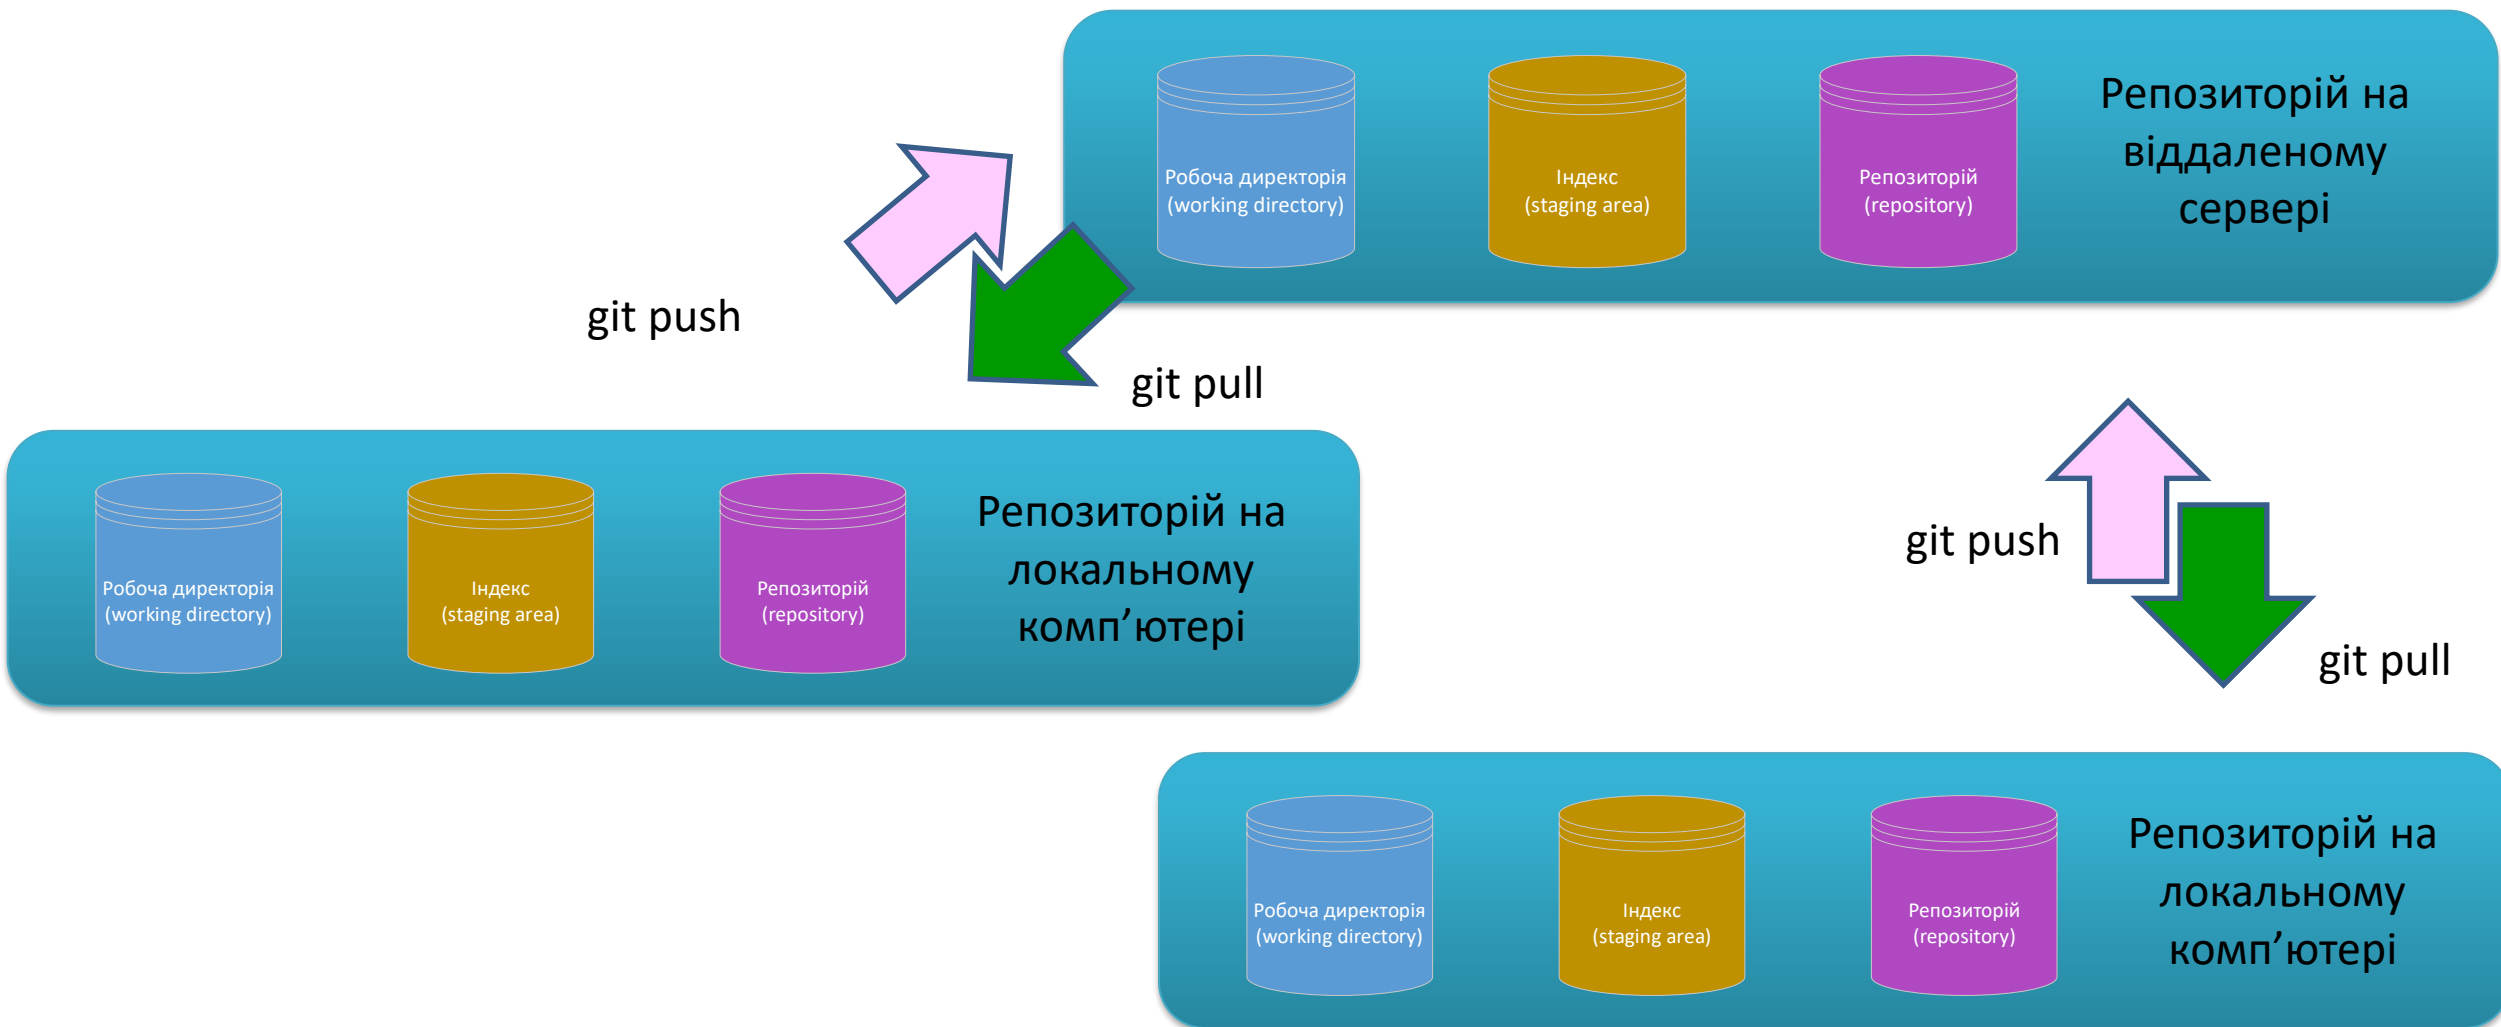 Робоча директорія
(working directory)
Індекс
(staging area)
Репозиторій
(repository)
Репозиторій на
віддаленому
сервері
git push
git pull
Робоча директорія
(working directory)
Індекс
(staging area)
Репозиторій
(repository)
Репозиторій на
локальному
комп’ютері
git push
git pull
Робоча директорія
(working directory)
Індекс
(staging area)
Репозиторій
(repository)
Репозиторій на
локальному
комп’ютері